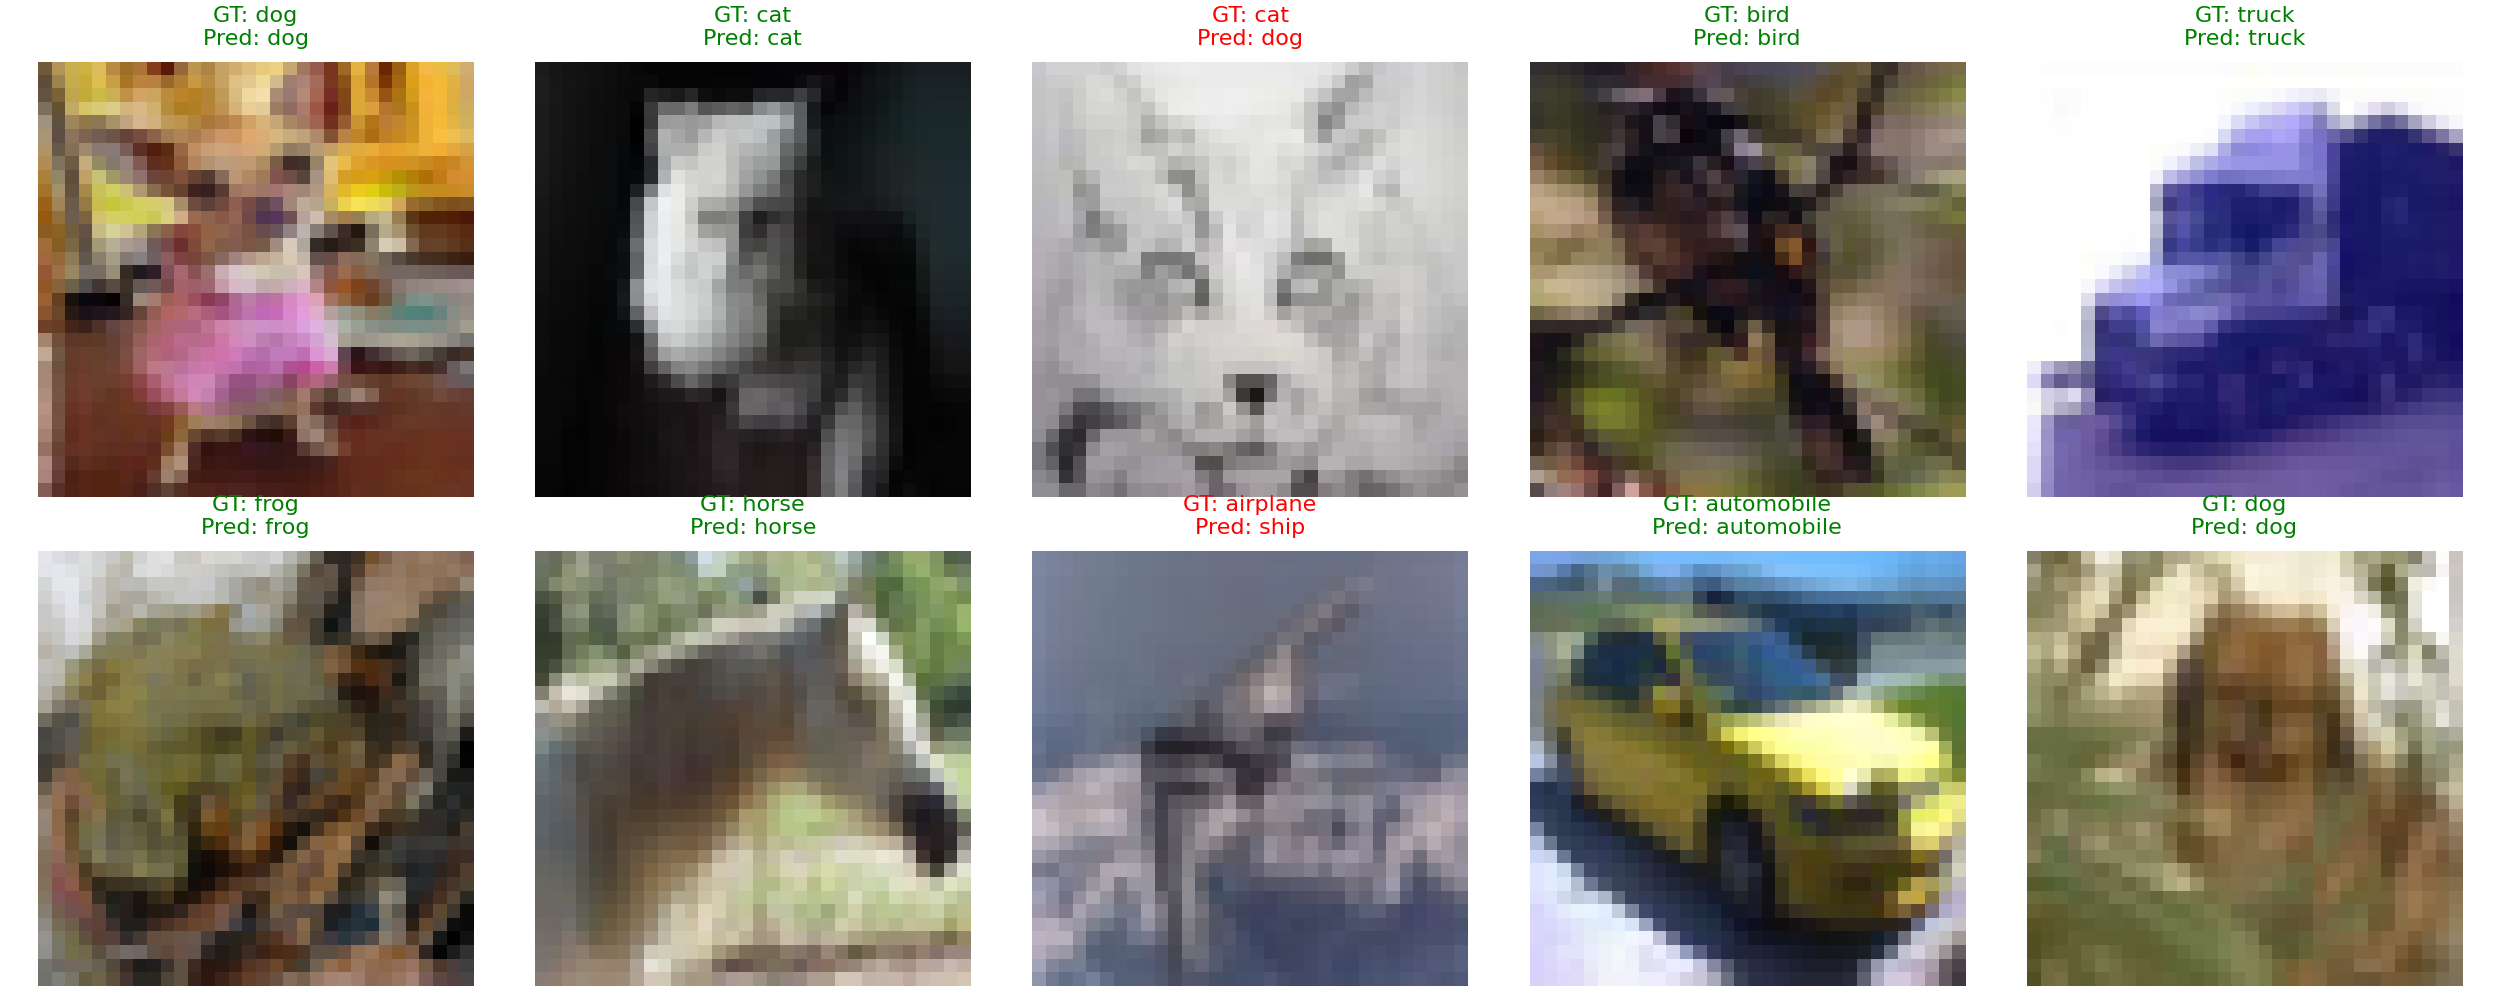 GT: dog
Pred: dog
GT: cat
Pred: cat
GT: cat
Pred: dog
GT: bird
Pred: bird
GT: truck
Pred: truck
GT: frog
Pred: frog
GT: horse
Pred: horse
GT: airplane
Pred: ship
GT: automobile
Pred: automobile
GT: dog
Pred: dog